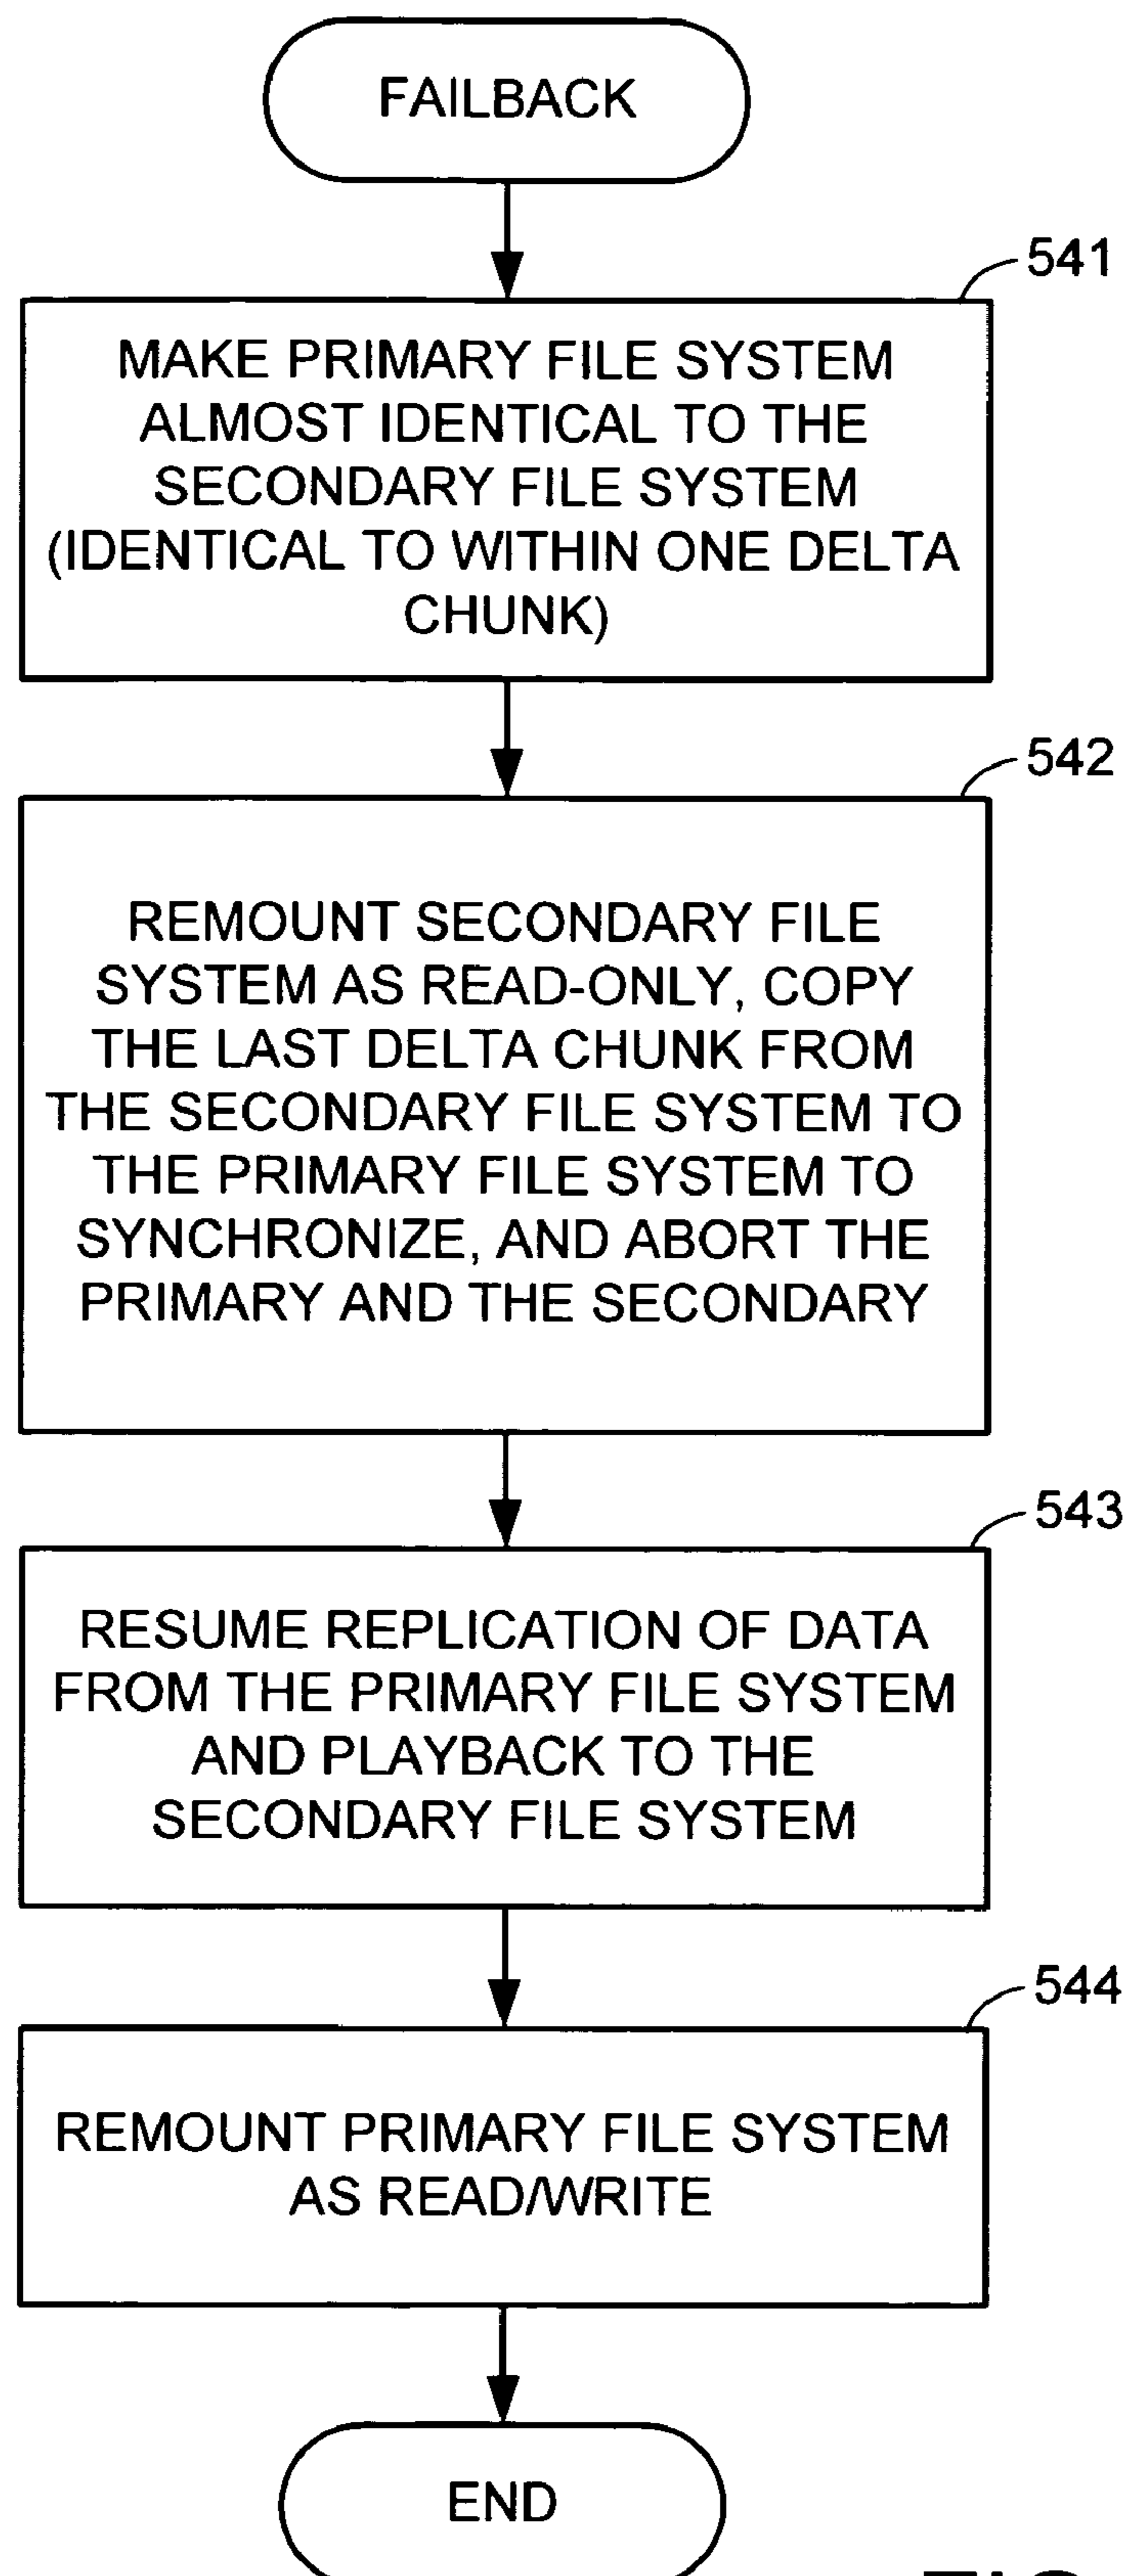 FAILBACK
541
MAKE PRIMARY FILE SYSTEM
ALMOST IDENTICAL TO THE
SECONDARY FILE SYSTEM
(IDENTICAL TO WITHIN ONE DELTA
CHUNK)
542
REMOUNT SECONDARY FILE
SYSTEM AS READ-ONLY, COPY
THE LAST DELTA CHUNK FROM
THE SECONDARY FILE SYSTEM TO
THE PRIMARY FILE SYSTEM TO
SYNCHRONIZE, AND ABORT THE
PRIMARY AND THE SECONDARY
543
RESUME REPLICATION OF DATA
FROM THE PRIMARY FILE SYSTEM
AND PLAYBACK TO THE
SECONDARY FILE SYSTEM
544
REMOUNT PRIMARY FILE SYSTEM
AS READ/WRITE
END